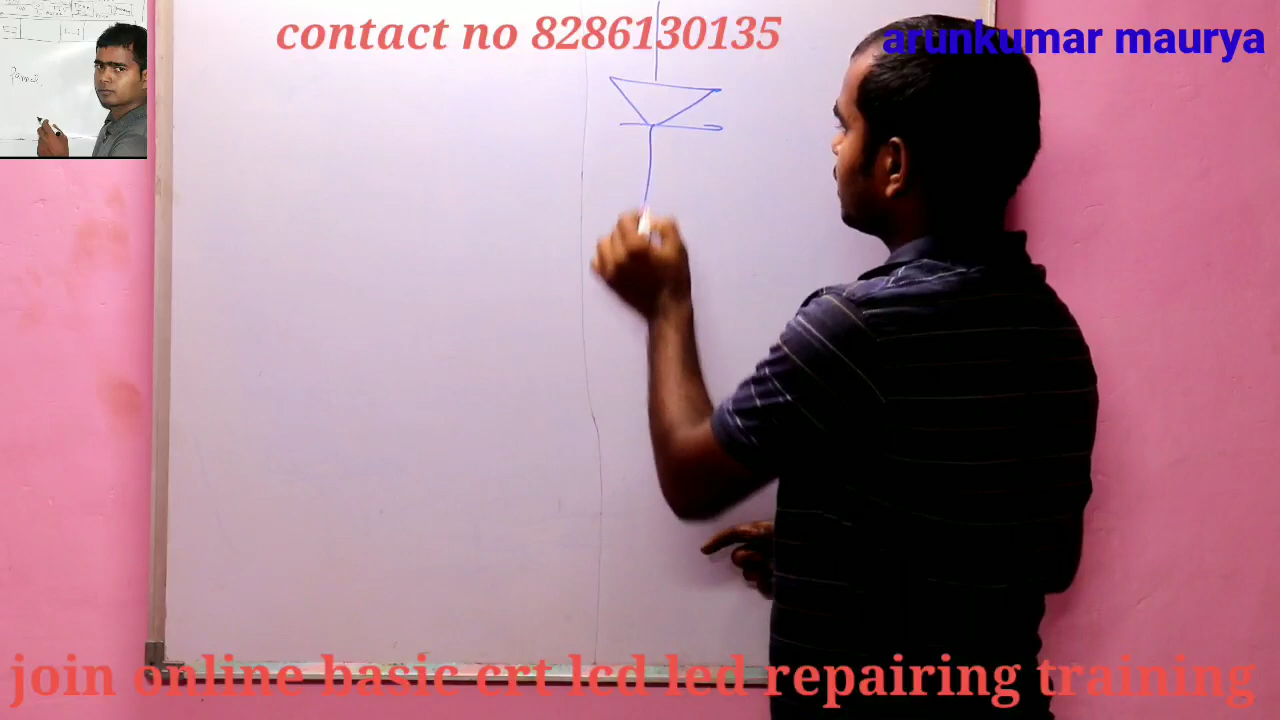 contact no 8286130135
arunkumar maurya
join online basic crt lcd led repairing training